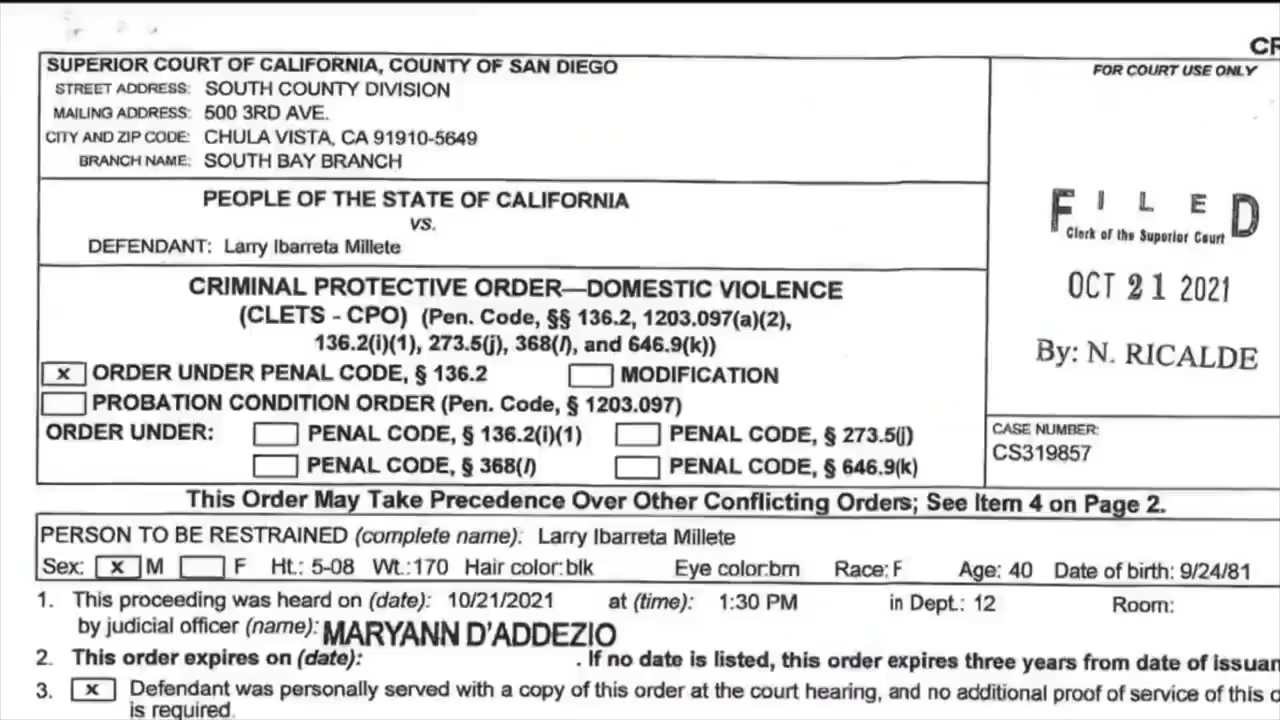 CR
SUPERIOR COURT OF CALIFORNIA, COUNTY OF SAN DIEGO
STREET ADDRESS: SOUTH COUNTY DIVISION
MAILING ADDRESS: 500 3RD AVE.
CITY AND ZIP CODE: CHULA VISTA, CA 91910-5649
BRANCH NAME: SOUTH BAY BRANCH
FOR COURT USE ONLY
FILED
Clerk of the Superior Court
OCT 21 2021
By: N. RICALDE
PEOPLE OF THE STATE OF CALIFORNIA
vs.
DEFENDANT: Larry Ibarreta Millete
CRIMINAL PROTECTIVE ORDER—DOMESTIC VIOLENCE
(CLETS - CPO) (Pen. Code, §§ 136.2, 1203.097(a)(2),
136.2(i)(1), 273.5(j), 368(l), and 646.9(k))
x ORDER UNDER PENAL CODE, § 136.2 MODIFICATION
PROBATION CONDITION ORDER (Pen. Code, § 1203.097)
ORDER UNDER: PENAL CODE, § 136.2(i)(1) PENAL CODE, § 273.5(j)
PENAL CODE, § 368(l) PENAL CODE, § 646.9(k)
CASE NUMBER:
CS319857
This Order May Take Precedence Over Other Conflicting Orders; See Item 4 on Page 2.
PERSON TO BE RESTRAINED (complete name): Larry Ibarreta Millete
Sex: x M F Ht.: 5-08 Wt.:170 Hair color:blk Eye color:brn Race:F Age: 40 Date of birth: 9/24/81
1. This proceeding was heard on (date): 10/21/2021 at (time): 1:30 PM in Dept.: 12 Room:
by judicial officer (name): MARYANN D'ADDEZIO
2. This order expires on (date): . If no date is listed, this order expires three years from date of issuan
3. x Defendant was personally served with a copy of this order at the court hearing, and no additional proof of service of this o
is required.